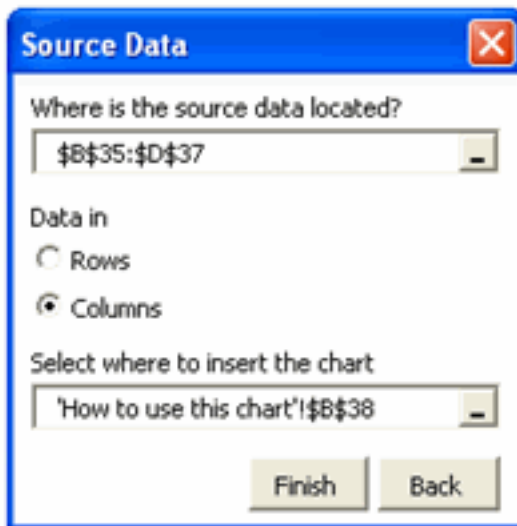 Source Data
Where is the source data located?
$B$35:$D$37
Data in
Rows
Columns
Select where to insert the chart
'How to use this chart'!$B$38
Finish Back